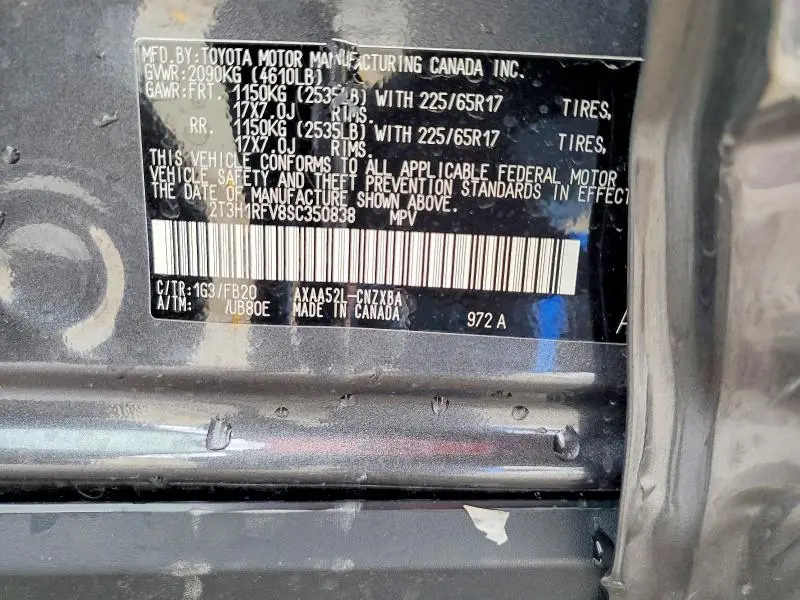 MFD.BY:TOYOTA MOTOR MANUFACTURING CANADA INC.
GVWR:2090KG (4610LB)
GAWR:FRT. 1150KG (2535LB) WITH 225/65R17 TIRES,
17X7.0J RIMS.
RR. 1150KG (2535LB) WITH 225/65R17 TIRES,
17X7.0J RIMS.
THIS VEHICLE CONFORMS TO ALL APPLICABLE FEDERAL MOTOR
VEHICLE SAFETY AND THEFT PREVENTION STANDARDS IN EFFECT
THE DATE OF MANUFACTURE SHOWN ABOVE.
2T3H1RFV8SC350838 MPV
C/TR:1G3/FB20 AXAA52L-CNZXBA
A/TM: /UB80E MADE IN CANADA 972 A